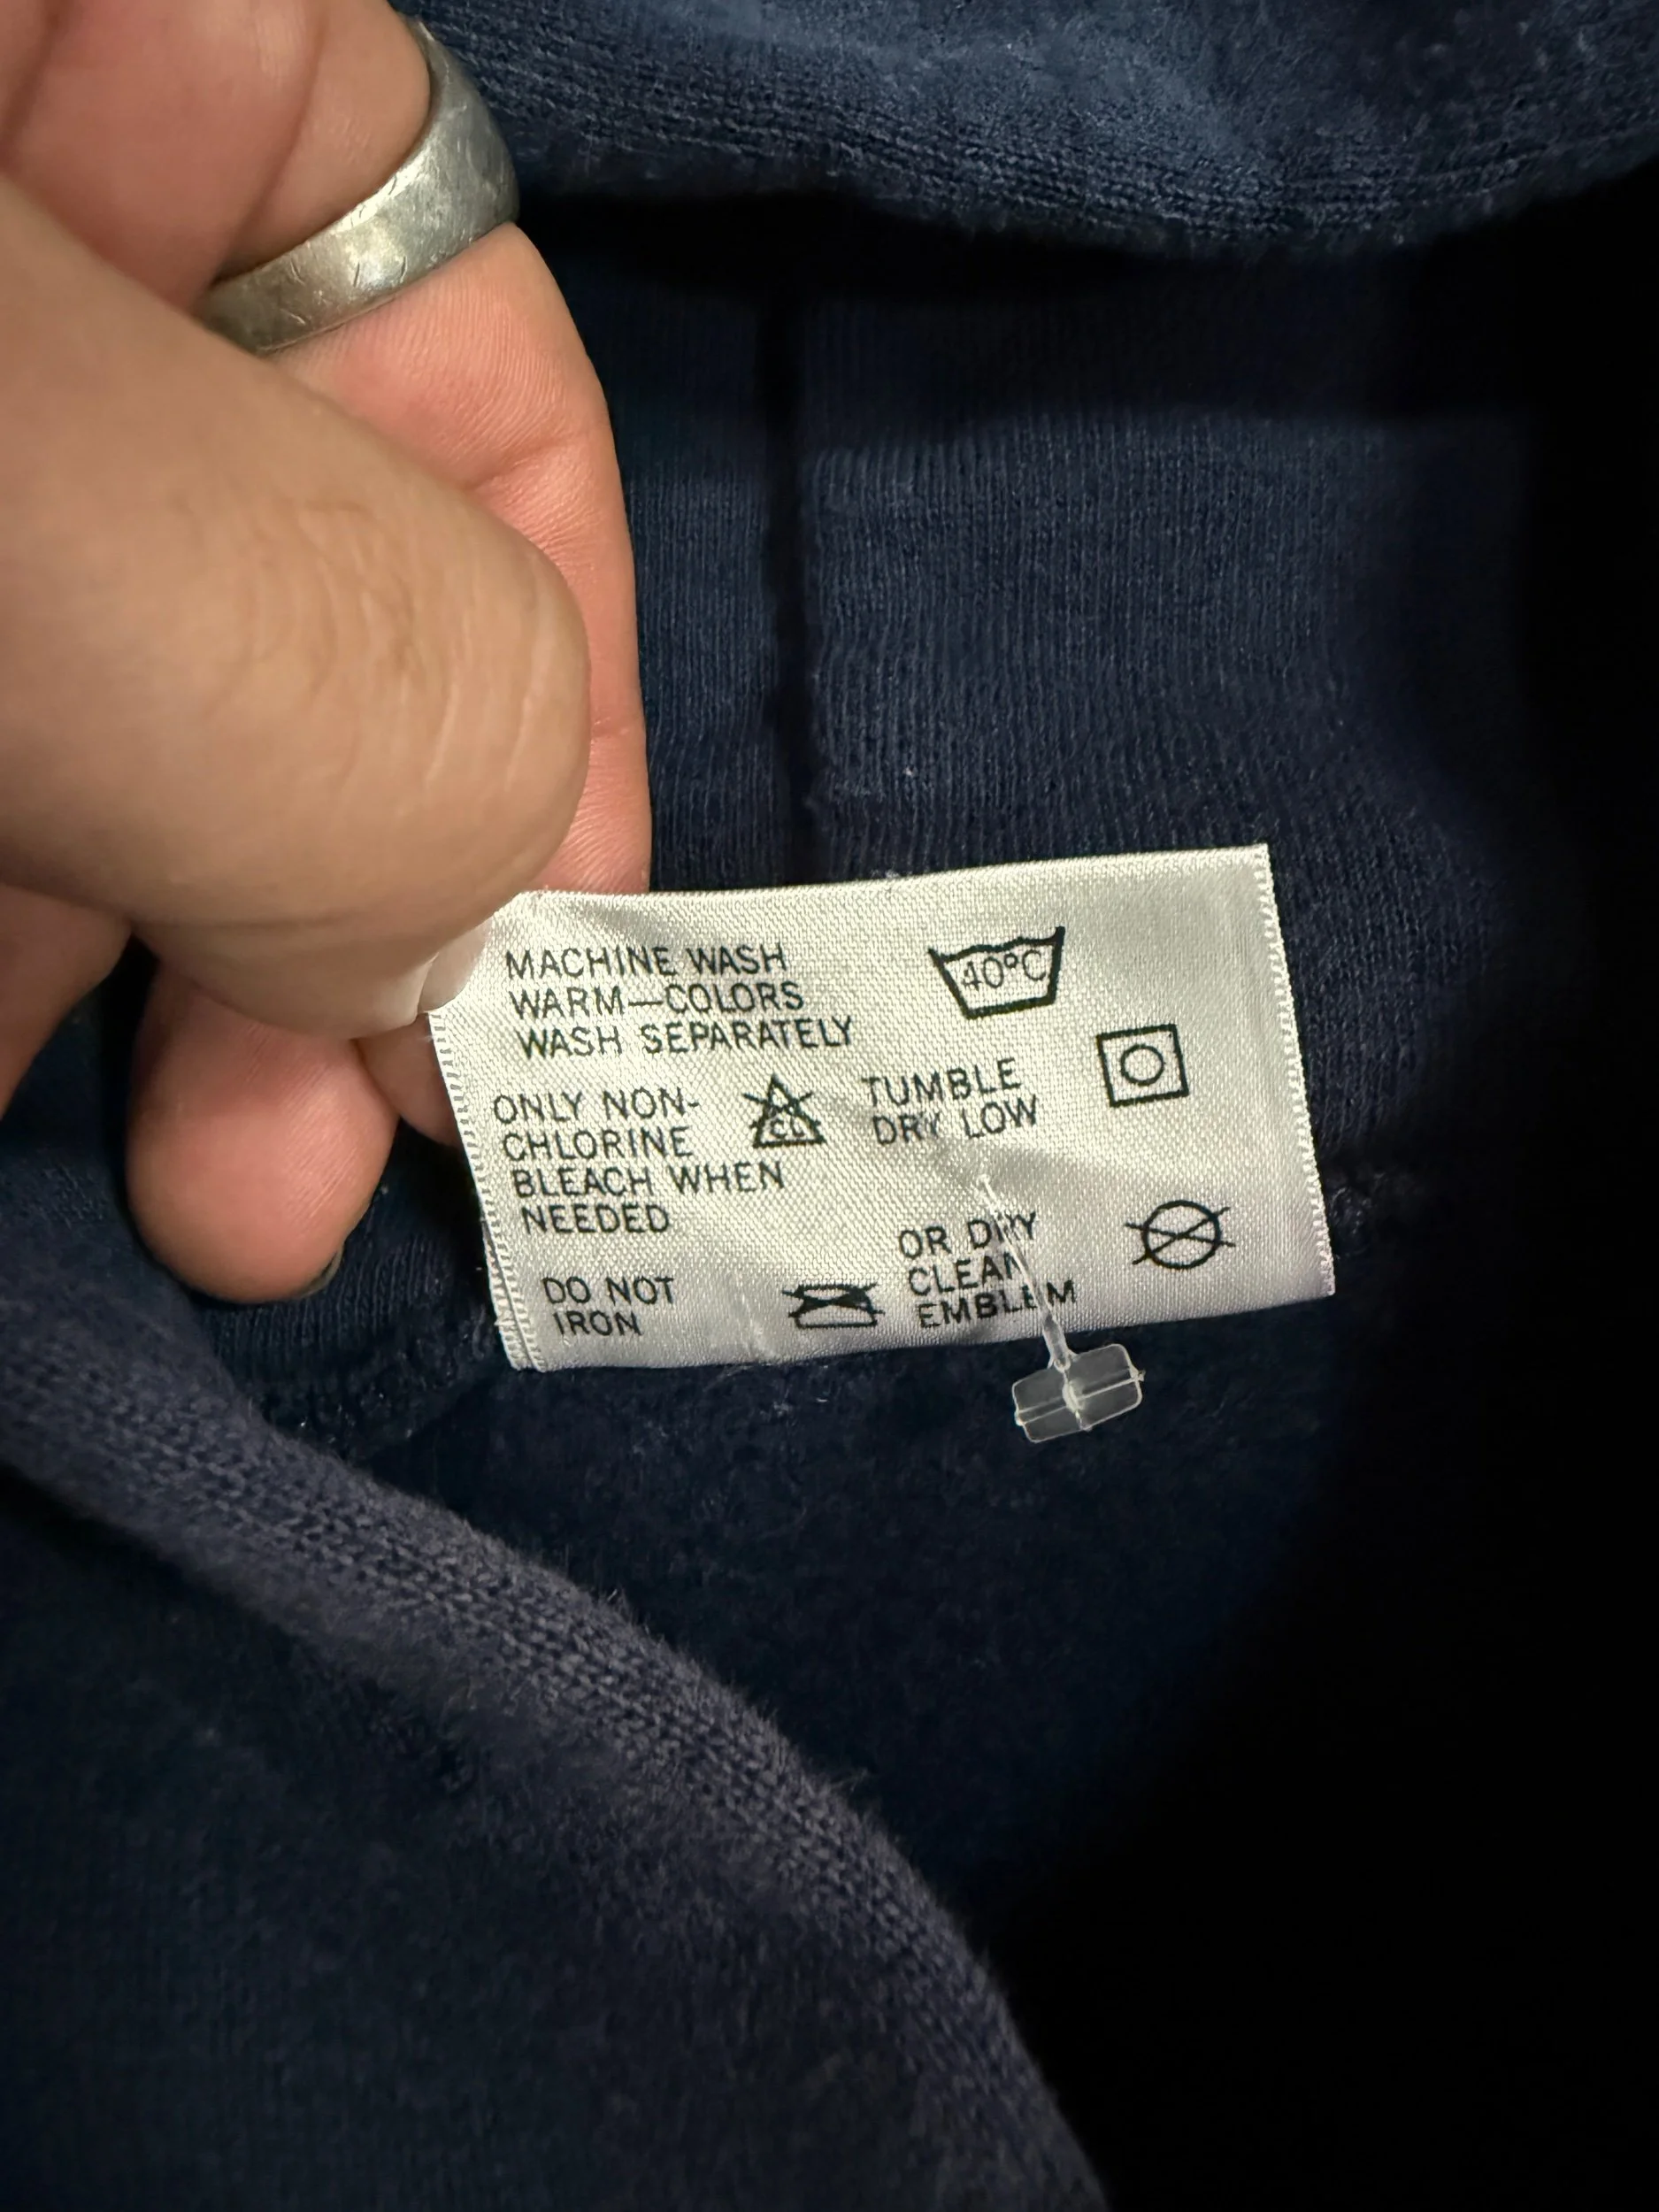 MACHINE WASH
WARM—COLORS
WASH SEPARATELY
40°C
ONLY NON-
CHLORINE
BLEACH WHEN
NEEDED
CL
TUMBLE
DRY LOW
DO NOT
IRON
OR DRY
CLEAN
EMBLEM